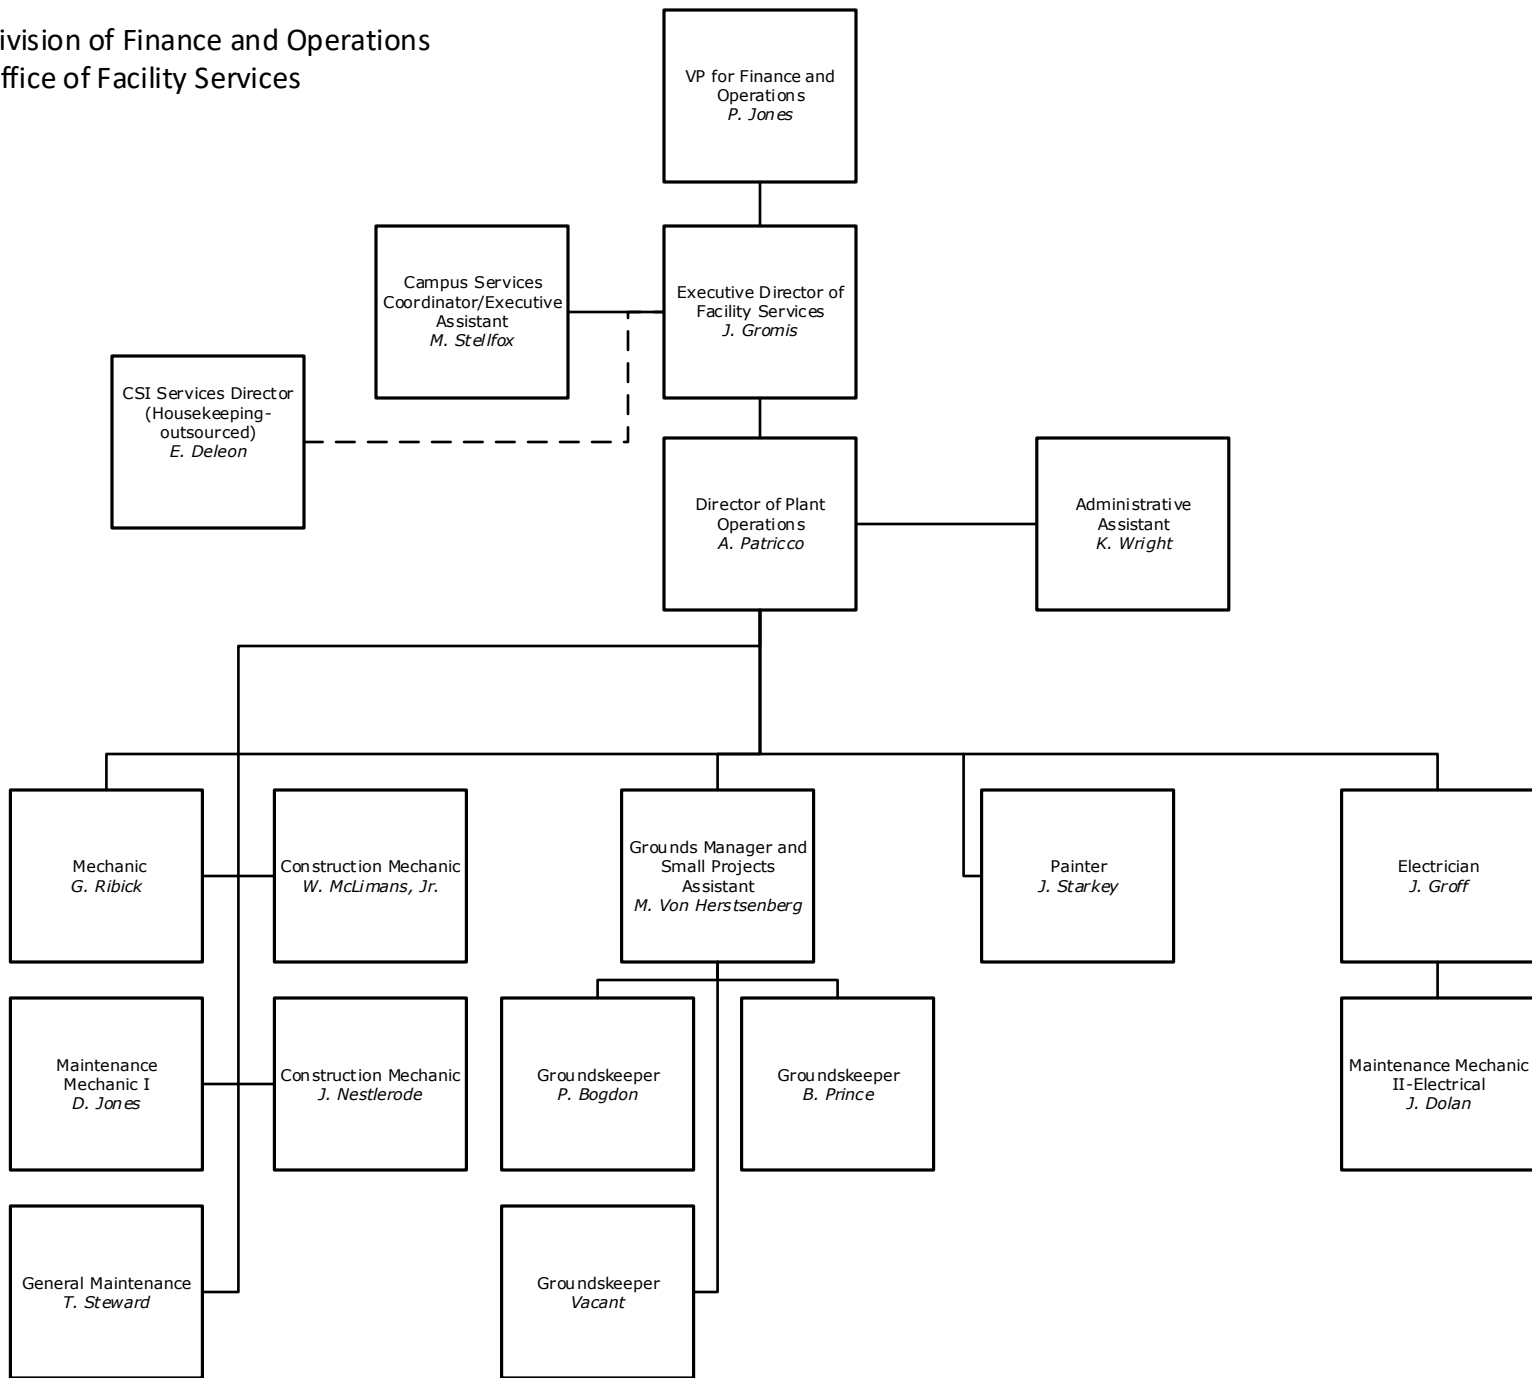 ivision of Finance and Operations
ffice of Facility Services
VP for Finance and
Operations
P. Jones
Campus Services
Coordinator/Executive
Assistant
M. Stellfox
Executive Director of
Facility Services
J. Gromis
CSI Services Director
(Housekeeping-
outsourced)
E. Deleon
Director of Plant
Operations
A. Patricco
Administrative
Assistant
K. Wright
Mechanic
G. Ribick
Construction Mechanic
W. McLimans, Jr.
Grounds Manager and
Small Projects
Assistant
M. Von Herstsenberg
Painter
J. Starkey
Electrician
J. Groff
Maintenance
Mechanic I
D. Jones
Construction Mechanic
J. Nestlerode
Groundskeeper
P. Bogdon
Groundskeeper
B. Prince
Maintenance Mechanic
II-Electrical
J. Dolan
General Maintenance
T. Steward
Groundskeeper
Vacant